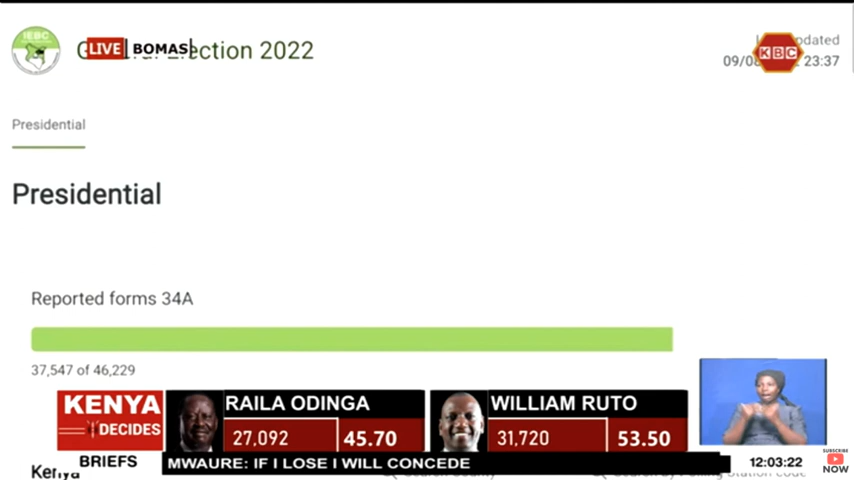 IEBC
LIVE BOMAS
Election 2022
KBC
23:37
Presidential
Presidential
Reported forms 34A
37,547 of 46,229
KENYA
DECIDES
RAILA ODINGA
27,092 45.70
WILLIAM RUTO
31,720 53.50
BRIEFS
MWAURE: IF I LOSE I WILL CONCEDE
12:03:22
SUBSCRIBE
NOW
Kenya